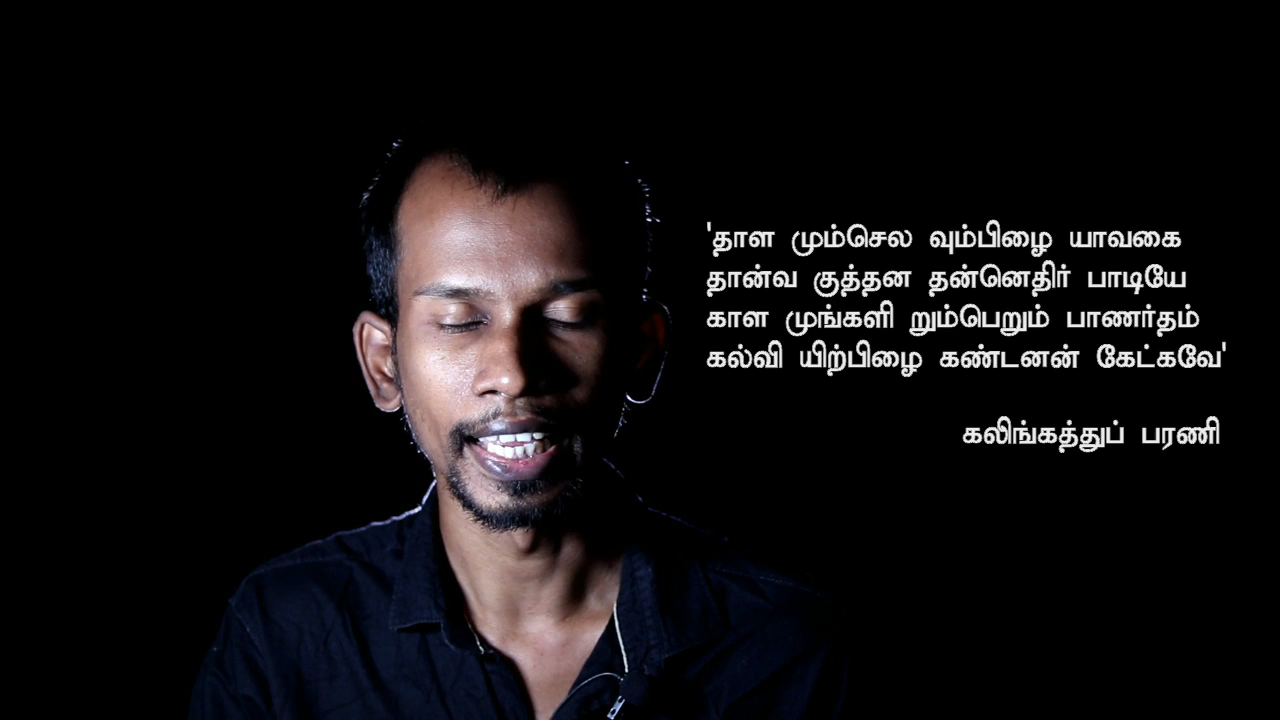 'தாள மும்செல வும்பிழை யாவகை
தான்வ குத்தன தன்னெதிர் பாடியே
காள முங்களி றும்பெறும் பாணர்தம்
கல்வி யிற்பிழை கண்டனன் கேட்கவே'
கலிங்கத்துப் பரணி